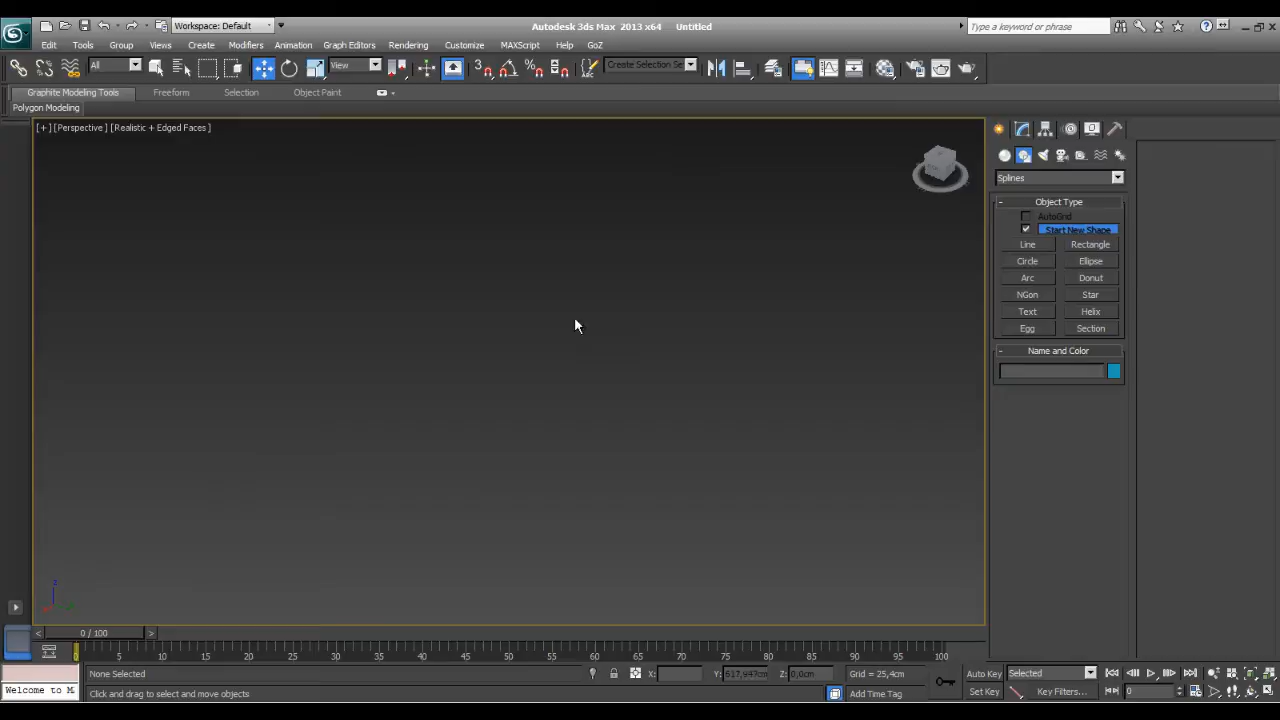 Workspace: Default
Autodesk 3ds Max 2013 x64 Untitled
Type a keyword or phrase
Edit Tools Group Views Create Modifiers Animation Graph Editors Rendering Customize MAXScript Help GoZ
All View 3 Create Selection Se
Graphite Modeling Tools Freeform Selection Object Paint
Polygon Modeling
[+] [Perspective] [Realistic + Edged Faces]
Splines
- Object Type
AutoGrid
Start New Shape
Line Rectangle
Circle Ellipse
Arc Donut
NGon Star
Text Helix
Egg Section
- Name and Color
z
< 0 / 100 >
0 5 10 15 20 25 30 35 40 45 50 55 60 65 70 75 80 85 90 95 100
None Selected X: Y: 517,947cm Z: 0,0cm Grid = 25,4cm Auto Key Selected
Welcome to M Click and drag to select and move objects Add Time Tag Set Key Key Filters... 0